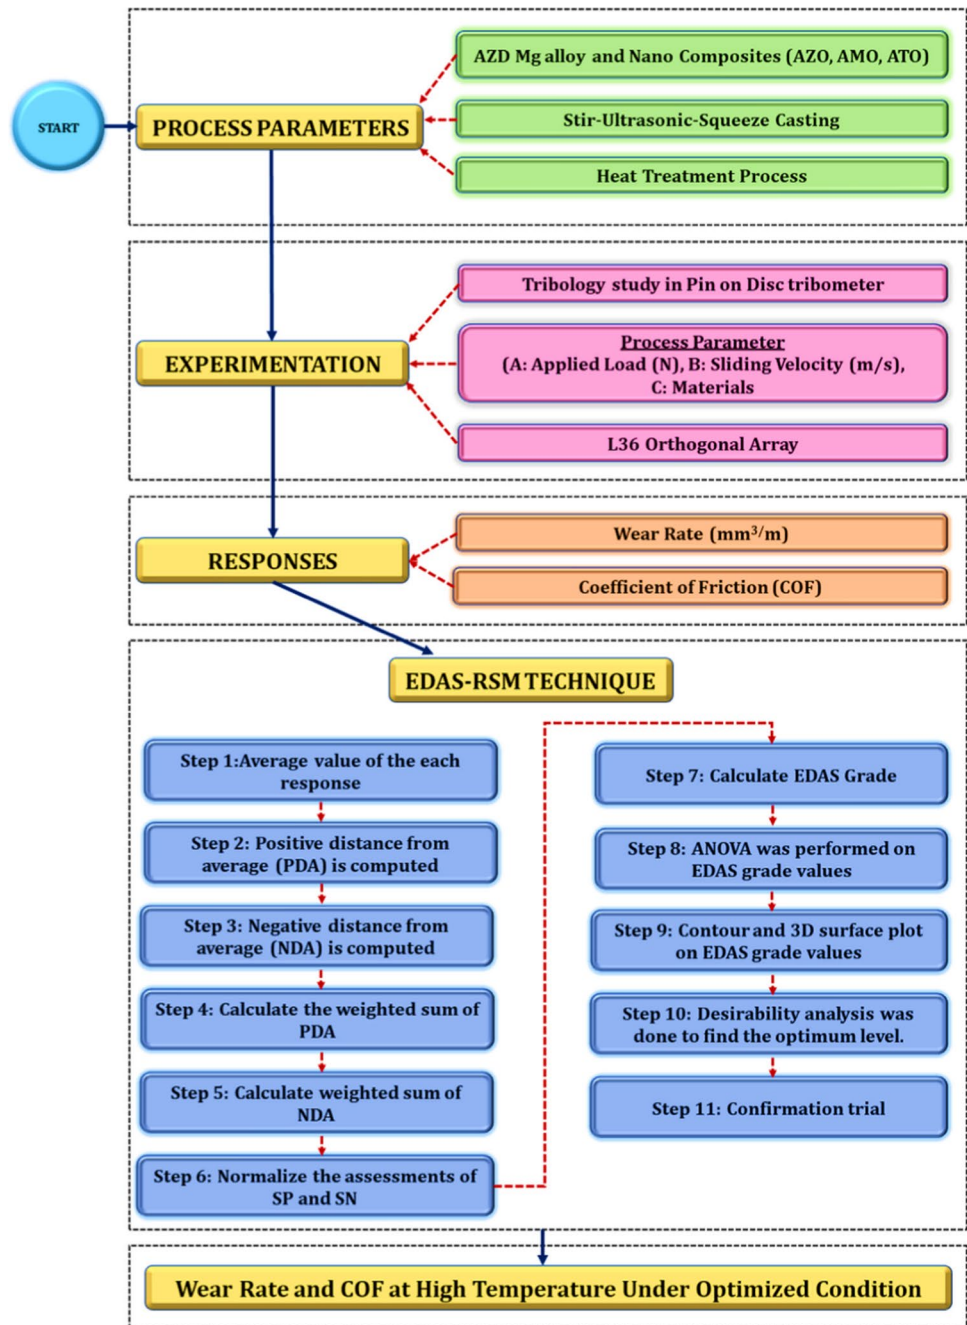 START
PROCESS PARAMETERS
AZD Mg alloy and Nano Composites (AZO, AMO, ATO)
Stir-Ultrasonic-Squeeze Casting
Heat Treatment Process
EXPERIMENTATION
Tribology study in Pin on Disc tribometer
Process Parameter
(A: Applied Load (N), B: Sliding Velocity (m/s),
C: Materials
L36 Orthogonal Array
RESPONSES
Wear Rate (mm³/m)
Coefficient of Friction (COF)
EDAS-RSM TECHNIQUE
Step 1:Average value of the each
response
Step 2: Positive distance from
average (PDA) is computed
Step 3: Negative distance from
average (NDA) is computed
Step 4: Calculate the weighted sum of
PDA
Step 5: Calculate weighted sum of
NDA
Step 6: Normalize the assessments of
SP and SN
Step 7: Calculate EDAS Grade
Step 8: ANOVA was performed on
EDAS grade values
Step 9: Contour and 3D surface plot
on EDAS grade values
Step 10: Desirability analysis was
done to find the optimum level.
Step 11: Confirmation trial
Wear Rate and COF at High Temperature Under Optimized Condition